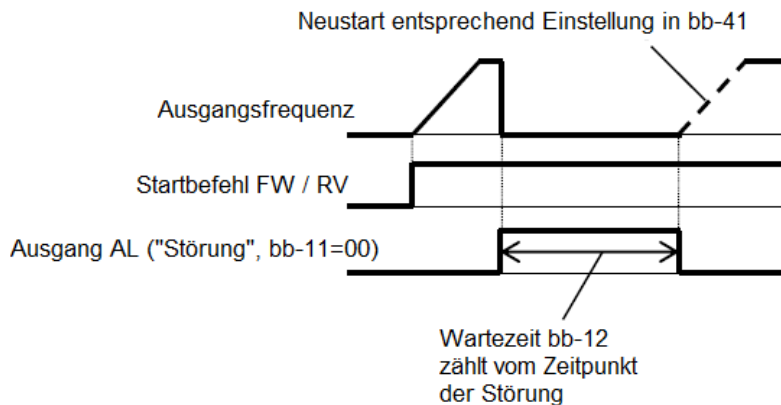 Neustart entsprechend Einstellung in bb-41
Ausgangsfrequenz
Startbefehl FW / RV
Ausgang AL ("Störung", bb-11=00)
Wartezeit bb-12
zählt vom Zeitpunkt
der Störung